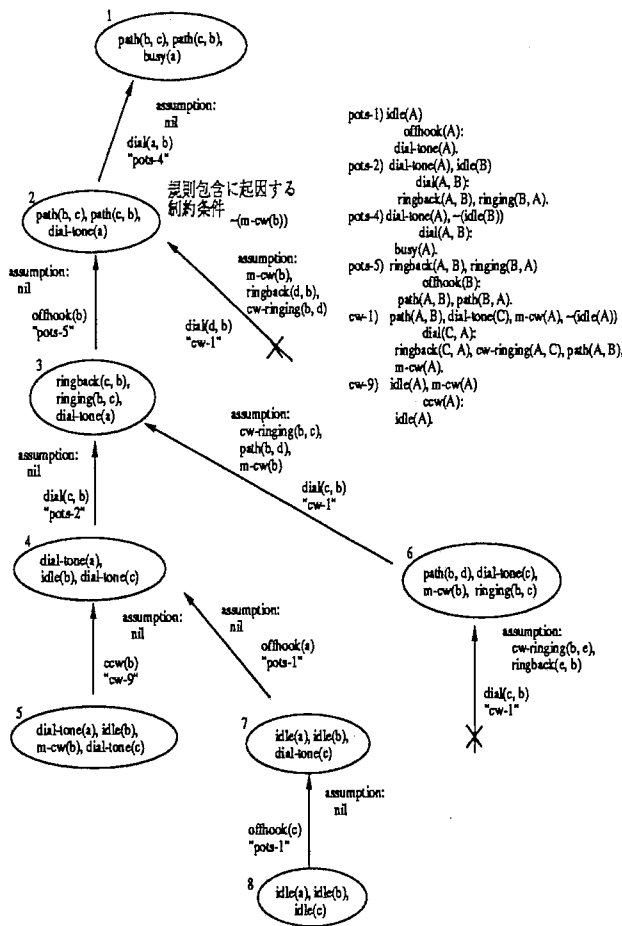 1
path(b, c), path(c, b),
busy(a)
assumption:
nil
dial(a, b)
"pots-4"
2
path(b, c), path(c, b),
dial-tone(a)
規則包含に起因する
制約条件
~(m-cw(b))
assumption:
nil
offhook(b)
"pots-5"
assumption:
m-cw(b),
ringback(d, b),
cw-ringing(b, d)
dial(d, b)
"cw-1"
3
ringback(c, b),
ringing(b, c),
dial-tone(a)
assumption:
nil
dial(c, b)
"pots-2"
assumption:
cw-ringing(b, c),
path(b, d),
m-cw(b)
dial(c, b)
"cw-1"
4
dial-tone(a),
idle(b), dial-tone(c)
assumption:
nil
ccw(b)
"cw-9"
assumption:
nil
offhook(a)
"pots-1"
5
dial-tone(a), idle(b),
m-cw(b), dial-tone(c)
6
path(b, d), dial-tone(c),
m-cw(b), ringing(b, c)
assumption:
cw-ringing(b, e),
ringback(e, b)
dial(c, b)
"cw-1"
7
idle(a), idle(b),
dial-tone(c)
assumption:
nil
offhook(c)
"pots-1"
8
idle(a), idle(b),
idle(c)
pots-1) idle(A)
offhook(A):
dial-tone(A).
pots-2) dial-tone(A), idle(B)
dial(A, B):
ringback(A, B), ringing(B, A).
pots-4) dial-tone(A), ~(idle(B))
dial(A, B):
busy(A).
pots-5) ringback(A, B), ringing(B, A)
offhook(B):
path(A, B), path(B, A).
cw-1) path(A, B), dial-tone(C), m-cw(A), ~(idle(A))
dial(C, A):
ringback(C, A), cw-ringing(A, C), path(A, B),
m-cw(A).
cw-9) idle(A), m-cw(A)
ccw(A):
idle(A).